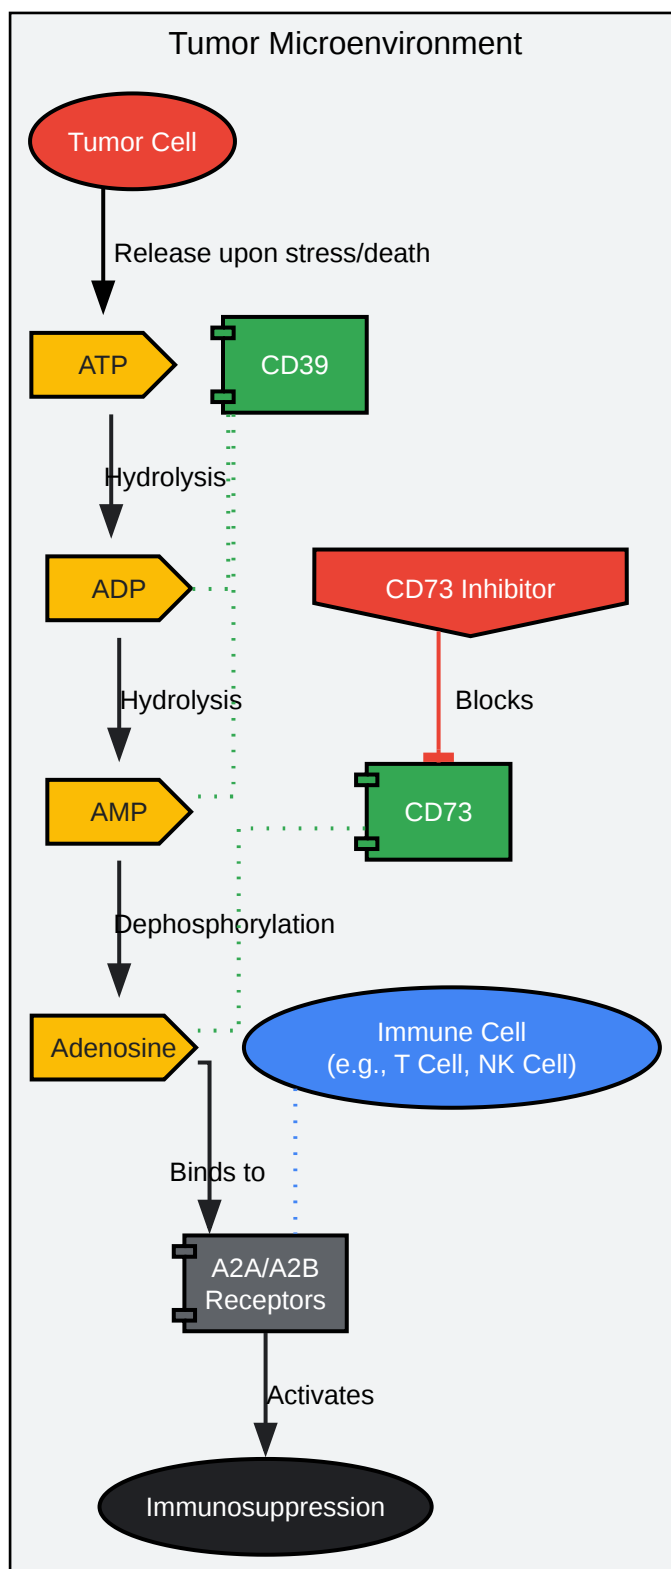 Tumor Microenvironment
Tumor Cell
Release upon stress/death
ATP
CD39
Hydrolysis
ADP
CD73 Inhibitor
Hydrolysis
Blocks
AMP
CD73
Dephosphorylation
Adenosine
Immune Cell
(e.g., T Cell, NK Cell)
Binds to
A2A/A2B
Receptors
Activates
Immunosuppression